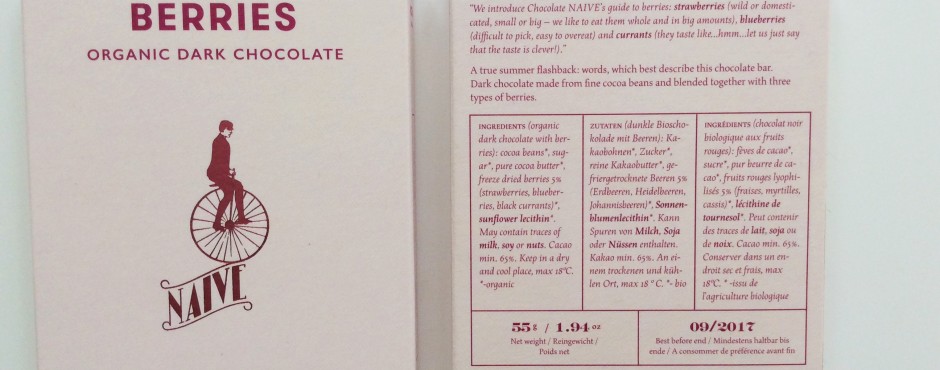 BERRIES
ORGANIC DARK CHOCOLATE
NAIVE
"We introduce Chocolate NAIVE's guide to berries: strawberries (wild or domesti-
cated, small or big – we like to eat them whole and in big amounts), blueberries
(difficult to pick, easy to overeat) and currants (they taste like...hmm...let us just say
that the taste is clever!)."
A true summer flashback: words, which best describe this chocolate bar.
Dark chocolate made from fine cocoa beans and blended together with three
types of berries.
INGREDIENTS (organic
dark chocolate with ber-
ries): cocoa beans*, sug-
ar*, pure cocoa butter*,
freeze dried berries 5%
(strawberries, blueber-
ries, black currants)*,
sunflower lecithin*.
May contain traces of
milk, soy or nuts. Cacao
min. 65%. Keep in a dry
and cool place, max 18°C.
*-organic
ZUTATEN (dunkle Bioscho-
kolade mit Beeren): Ka-
kaobohnen*, Zucker*,
reine Kakaobutter*, ge-
friergetrocknete Beeren 5%
(Erdbeeren, Heidelbeeren,
Johannisbeeren)*, Sonnen-
blumenlecithin*. Kann
Spuren von Milch, Soja
oder Nüssen enthalten.
Kakao min. 65%. An ei-
nem trockenen und küh-
len Ort, max 18 ° C. *- bio
INGRÉDIENTS (chocolat noir
biologique aux fruits
rouges): fèves de cacao*,
sucre*, pur beurre de ca-
cao*, fruits rouges lyophi-
lisés 5% (fraises, myrtilles,
cassis)*, lécithine de
tournesol*. Peut contenir
des traces de lait, soja ou
de noix. Cacao min. 65%.
Conserver dans un en-
droit sec et frais, max
18°C. * -issu de
l'agriculture biologique
55 g / 1.94 oz
Net weight / Reingewicht /
Poids net
09/2017
Best before end / Mindestens haltbar bis
ende / A consommer de préférence avant fin